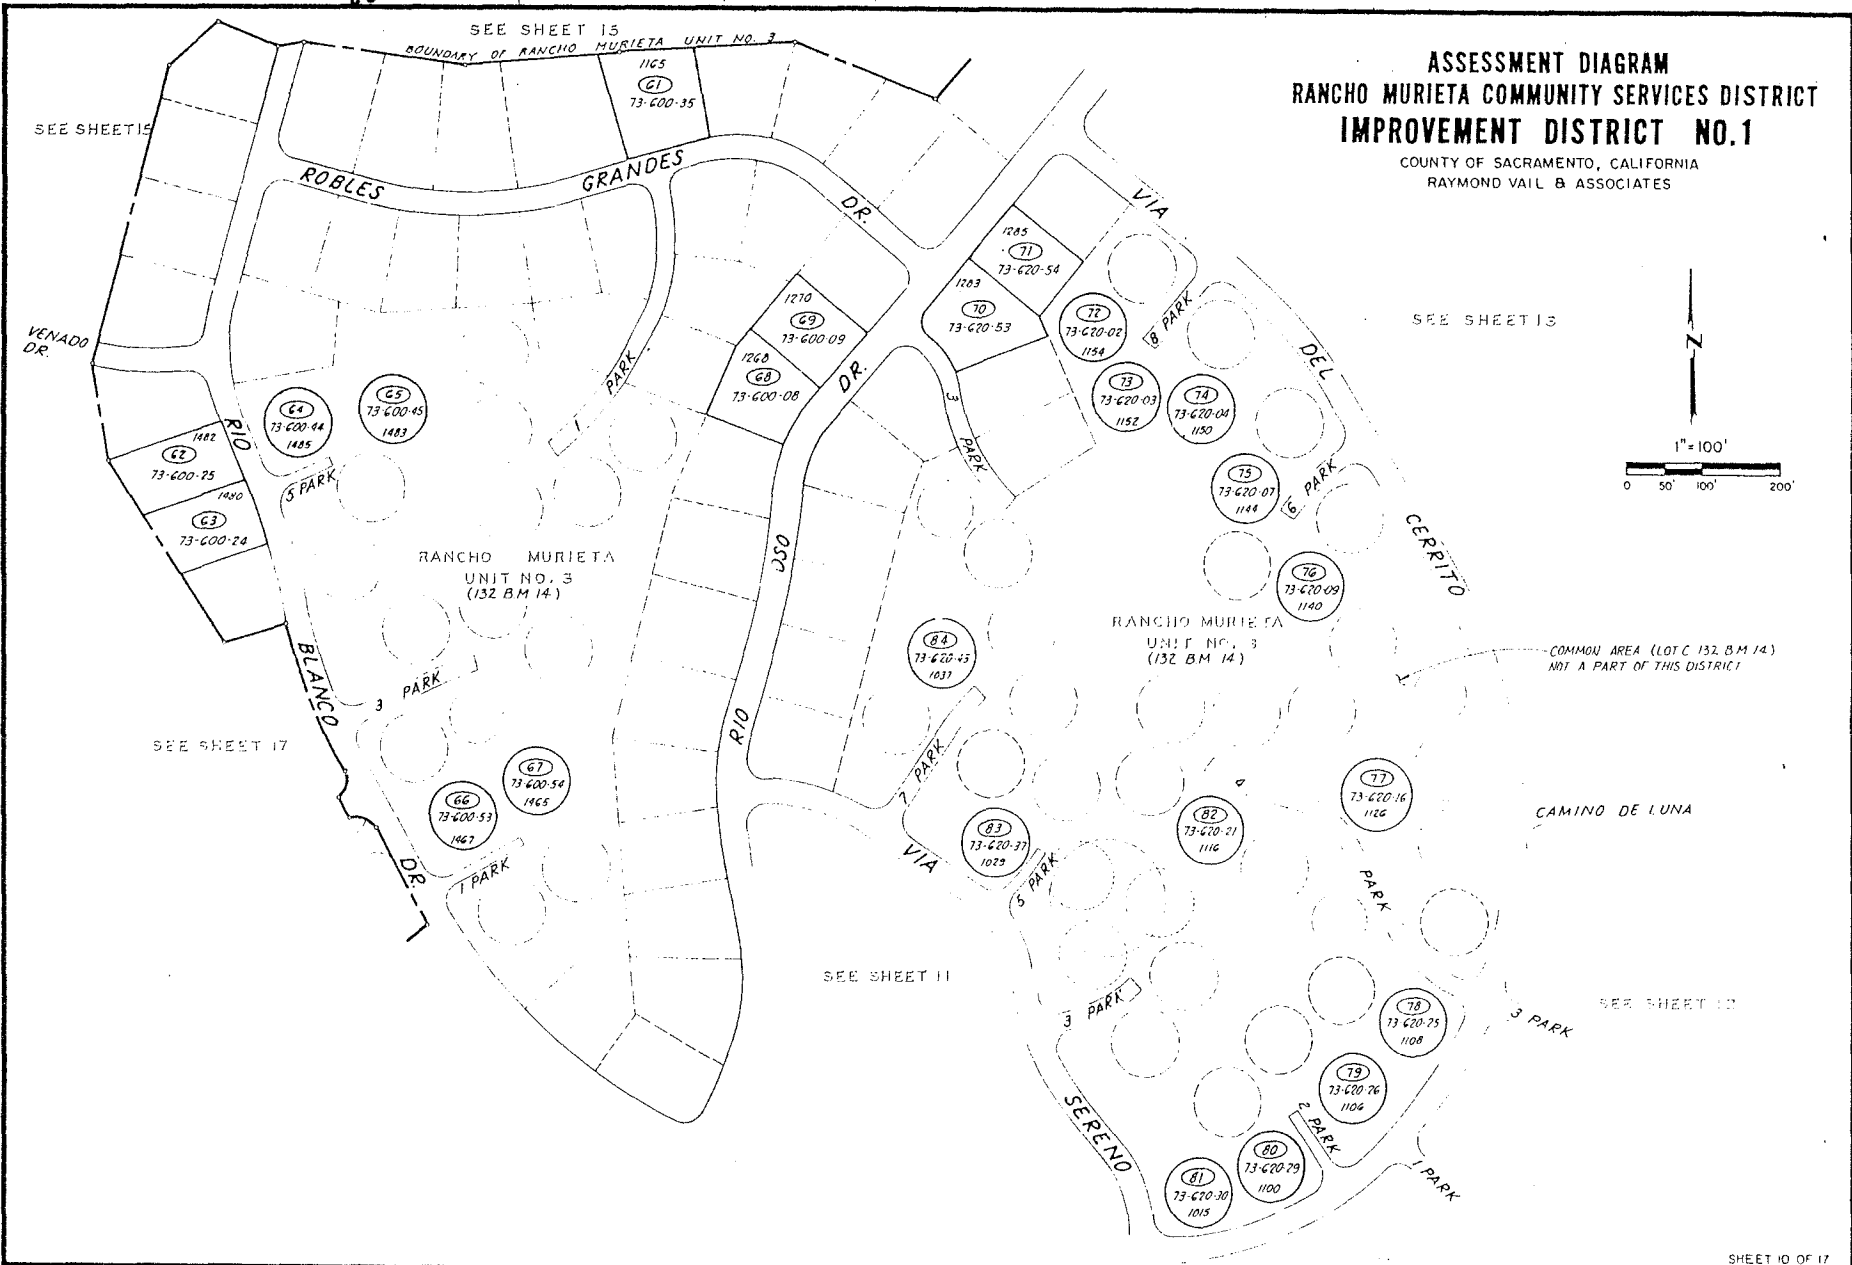 SEE SHEET 15
BOUNDARY OF RANCHO MURIETA UNIT NO. 3
ASSESSMENT DIAGRAM
RANCHO MURIETA COMMUNITY SERVICES DISTRICT
IMPROVEMENT DISTRICT NO.1
COUNTY OF SACRAMENTO, CALIFORNIA
RAYMOND VAIL & ASSOCIATES
SEE SHEET 15
1165
61
73-600-35
ROBLES GRANDES DR.
VIA DEL CERRITO
1285
71
73-620-54
1283
70
73-620-53
1270
69
73-600-09
1268
68
73-600-08
72
73-620-02
1154
8 PARK
SEE SHEET 13
N
1"=100'
0 50' 100' 200'
VENADO
DR.
1 PARK
DR.
3 PARK
64
73-600-44
1485
65
73-600-45
1483
73
73-620-03
1152
74
73-620-04
1150
RIO
1482
62
73-600-25
1480
63
73-600-24
5 PARK
75
73-620-07
1144
6 PARK
RANCHO MURIETA
UNIT NO. 3
(132 B.M 14)
OSO
76
73-620-09
1140
RANCHO MURIETA
UNIT NO. 3
(132 B.M 14)
84
73-620-43
1037
COMMON AREA (LOT C 132 B.M 14)
NOT A PART OF THIS DISTRICT
BLANCO
3 PARK
RIO
SEE SHEET 17
7 PARK
67
73-600-54
1465
66
73-600-53
1467
77
73-620-16
1126
CAMINO DE LUNA
82
73-620-21
1116
83
73-620-37
1029
VIA
DR.
1 PARK
5 PARK
4
PARK
SEE SHEET 11
3 PARK
78
73-620-25
1108
3 PARK
SEE SHEET 12
79
73-620-26
1106
2 PARK
SERENO
80
73-620-29
1100
81
73-620-30
1015
1 PARK
SHEET 10 OF 17